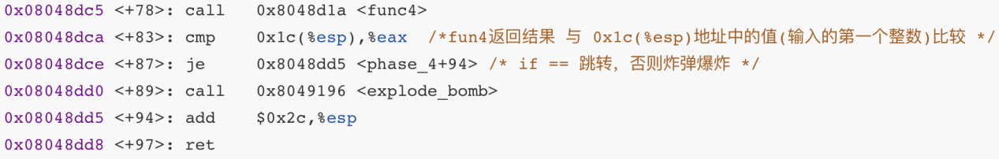 0x08048dc5 <+78>: call   0x8048d1a <func4>
0x08048dca <+83>: cmp    0x1c(%esp),%eax  /*fun4返回结果 与 0x1c(%esp)地址中的值(输入的第一个整数)比较 */
0x08048dce <+87>: je     0x8048dd5 <phase_4+94> /* if == 跳转, 否则炸弹爆炸 */
0x08048dd0 <+89>: call   0x8049196 <explode_bomb>
0x08048dd5 <+94>: add    $0x2c,%esp
0x08048dd8 <+97>: ret